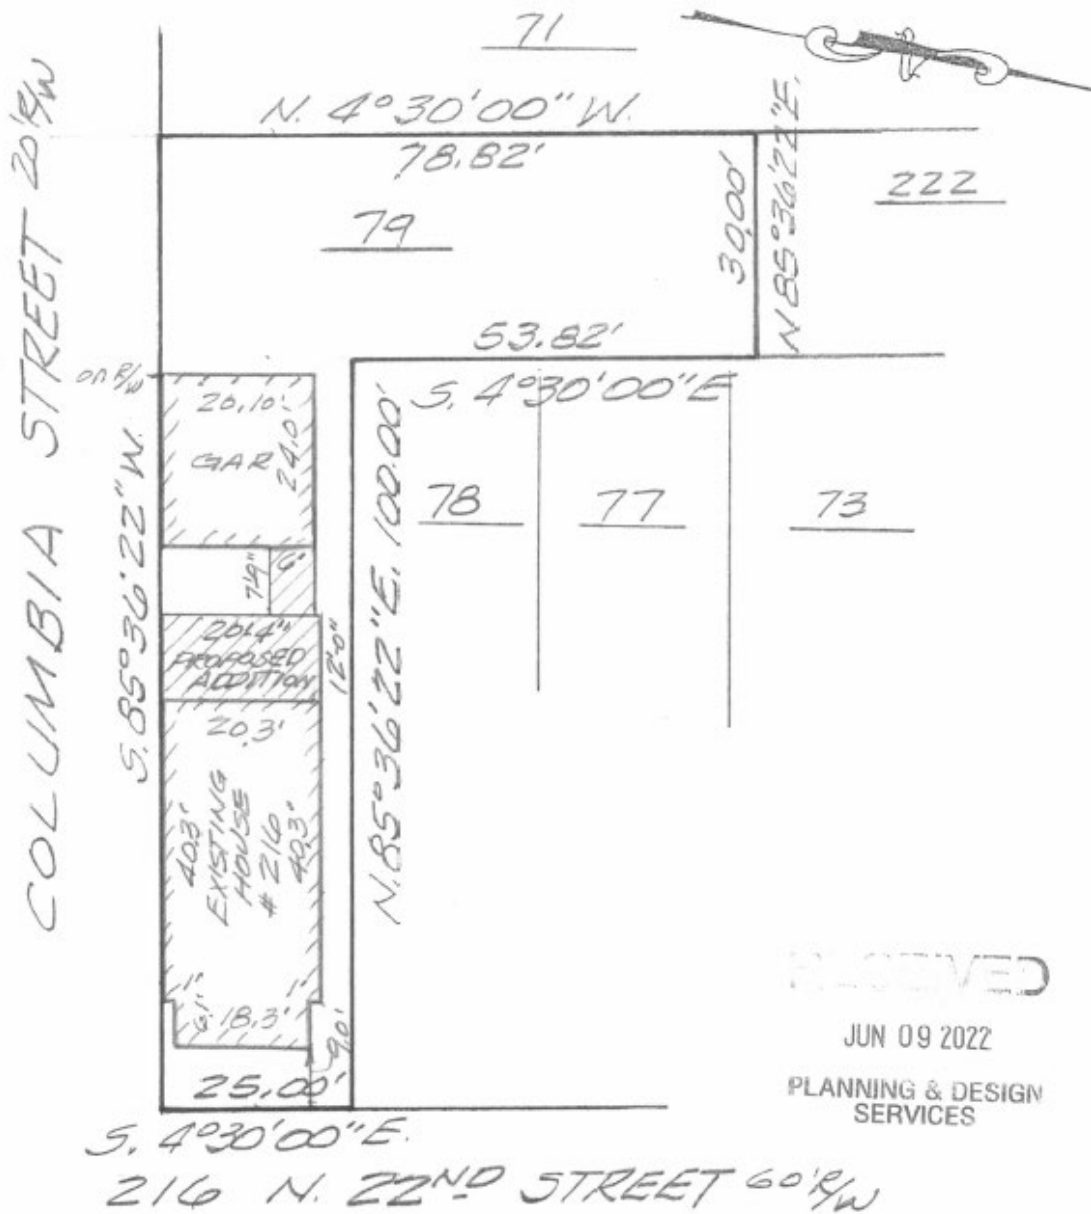 71
N. 4°30'00" W.
78.82'
79
30.00'
N 85°36'22"E.
222
53.82'
S. 4°30'00"E
COLUMBIA STREET 20'R/W
on R/W
S. 85°36'22" W.
20.10'
GAR
24.0'
7'9"
6'
20'4"
PROPOSED
ADDITION
12'0"
20.3'
40.3'
EXISTING
HOUSE
# 216
40.3'
1'
1'
6'
18.3'
9.0'
25.00'
N. 85°36'22"E. 100.00'
78
77
73
RECEIVED
JUN 09 2022
PLANNING & DESIGN
SERVICES
S. 4°30'00"E.
216 N. 22ND STREET 60'R/W